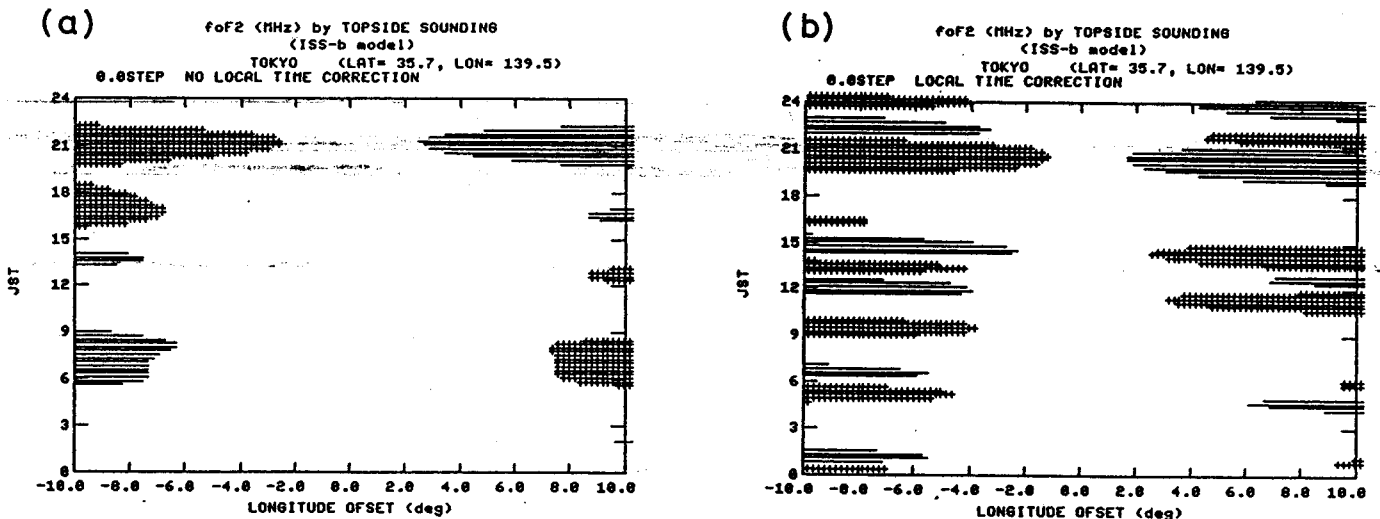 (a)
foF2 (MHz) by TOPSIDE SOUNDING
(ISS-b model)
TOKYO (LAT= 35.7, LON= 139.5)
0.0STEP NO LOCAL TIME CORRECTION
24
21
18
15
12
9
6
3
0
JST
-10.0 -8.0 -6.0 -4.0 -2.0 0.0 2.0 4.0 6.0 8.0 10.0
LONGITUDE OFSET (deg)
(b)
foF2 (MHz) by TOPSIDE SOUNDING
(ISS-b model)
TOKYO (LAT= 35.7, LON= 139.5)
0.0STEP LOCAL TIME CORRECTION
24
21
18
15
12
9
6
3
0
JST
-10.0 -8.0 -6.0 -4.0 -2.0 0.0 2.0 4.0 6.0 8.0 10.0
LONGITUDE OFSET (deg)